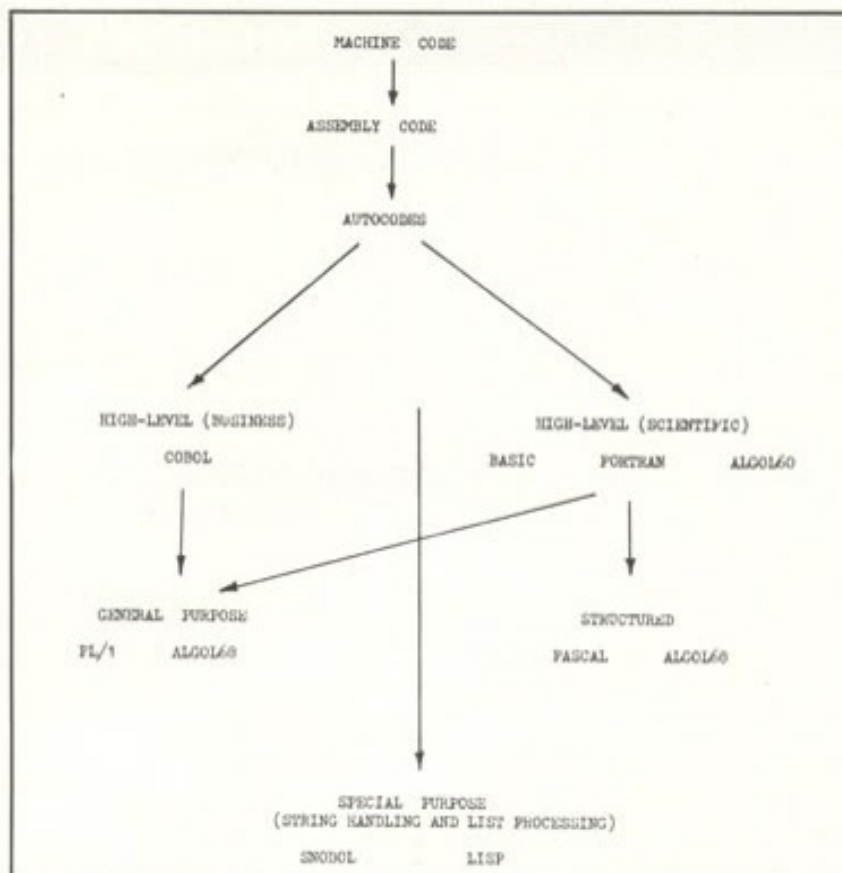 MACHINE CODE
ASSEMBLY CODE
AUTOCODES
HIGH-LEVEL (BUSINESS)
COBOL
HIGH-LEVEL (SCIENTIFIC)
BASIC FORTRAN ALGOL60
GENERAL PURPOSE
PL/1 ALGOL68
STRUCTURED
PASCAL ALGOL68
SPECIAL PURPOSE
(STRING HANDLING AND LIST PROCESSING)
SNODOL LISP